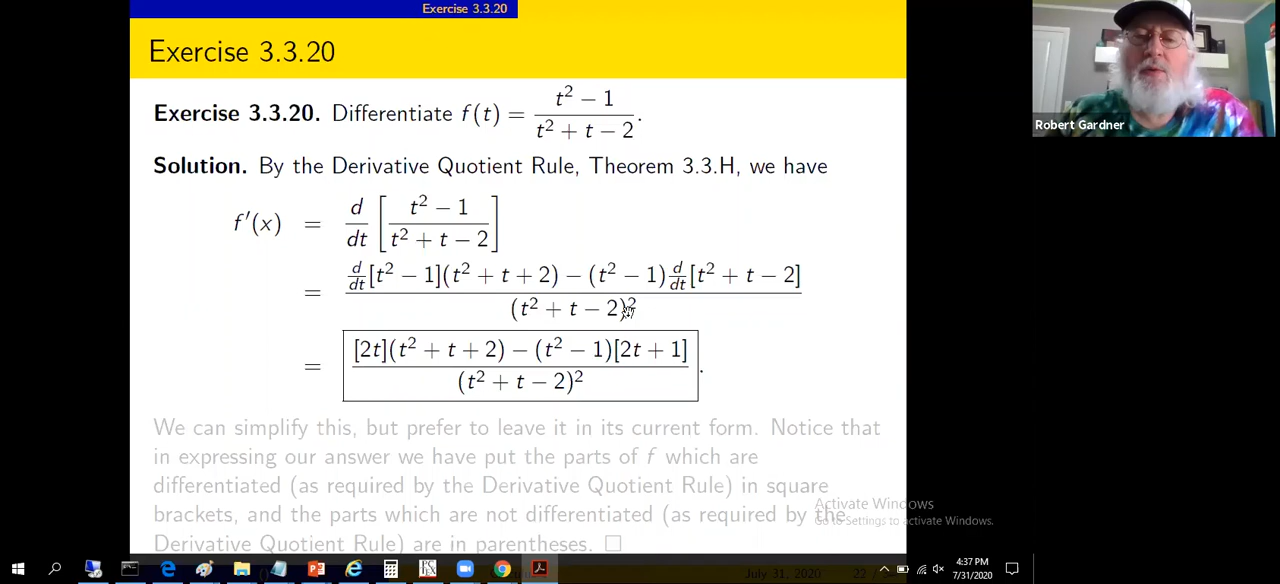 Exercise 3.3.20
Exercise 3.3.20
Robert Gardner
Exercise 3.3.20. Differentiate f(t) = (t² − 1)/(t² + t − 2).
Solution. By the Derivative Quotient Rule, Theorem 3.3.H, we have
f′(x) = d/dt [(t² − 1)/(t² + t − 2)]
= (d/dt[t² − 1](t² + t + 2) − (t² − 1)d/dt[t² + t − 2])/(t² + t − 2)²
= ([2t](t² + t + 2) − (t² − 1)[2t + 1])/(t² + t − 2)².
We can simplify this, but prefer to leave it in its current form. Notice that
in expressing our answer we have put the parts of f which are
differentiated (as required by the Derivative Quotient Rule) in square
brackets, and the parts which are not differentiated (as required by the
Derivative Quotient Rule) are in parentheses. □
Activate Windows
Go to Settings to activate Windows.
July 31, 2020 22
4:37 PM
7/31/2020